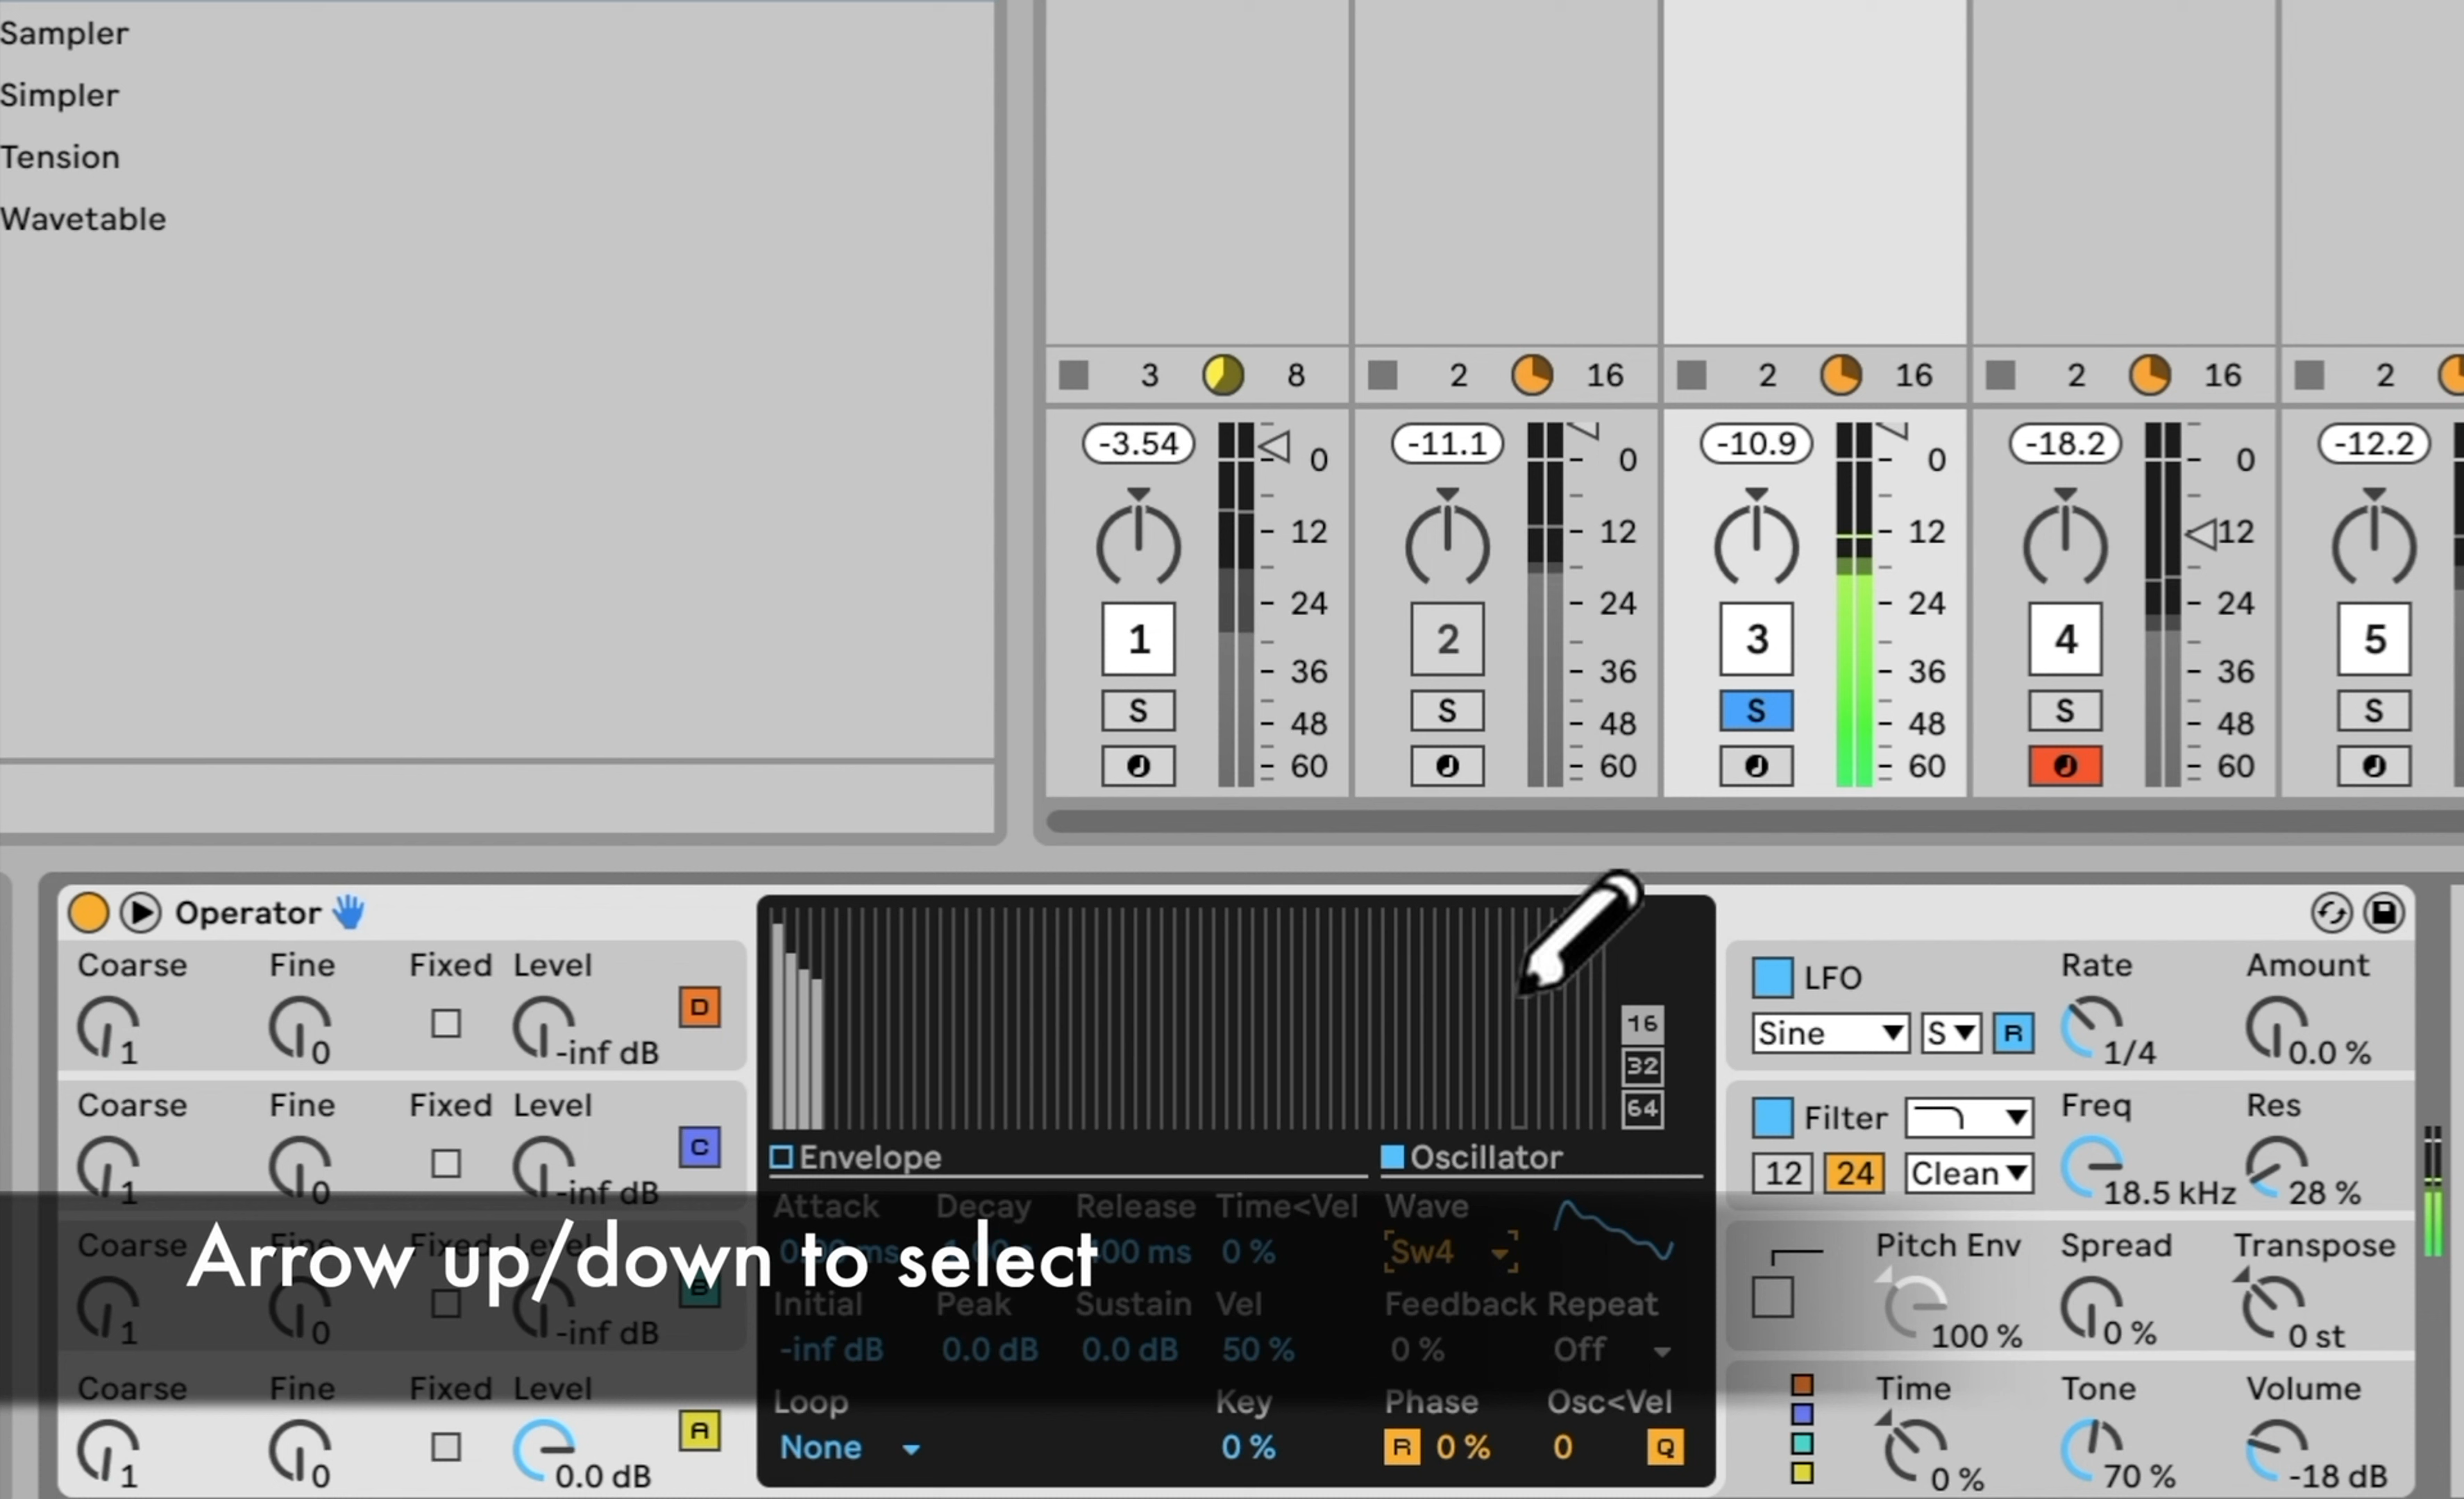 Sampler
Simpler
Tension
Wavetable
3 8 2 16 2 16 2 16 2
-3.54 0 -11.1 0 -10.9 0 -18.2 0 -12.2
12 12 12 12
24 24 24 24
1 2 3 4 5
36 36 36 36
S S S S S
48 48 48 48
60 60 60 60
Operator
Coarse Fine Fixed Level
1 0 -inf dB
D
Coarse Fine Fixed Level
1 0 -inf dB
C
Coarse Fine Fixed Level
1 0 -inf dB
B
Coarse Fine Fixed Level
1 0 0.0 dB
A
Arrow up/down to select
16
32
64
Envelope Oscillator
Attack Decay Release Time<Vel Wave
0 % Sw4
Initial Peak Sustain Vel Feedback Repeat
-inf dB 0.0 dB 0.0 dB 50 % 0 % Off
Loop Key Phase Osc<Vel
None 0 % R 0 % 0 Q
LFO Rate Amount
Sine S R 1/4 0.0 %
Filter Freq Res
12 24 Clean 18.5 kHz 28 %
Pitch Env Spread Transpose
100 % 0 % 0 st
Time Tone Volume
0 % 70 % -18 dB